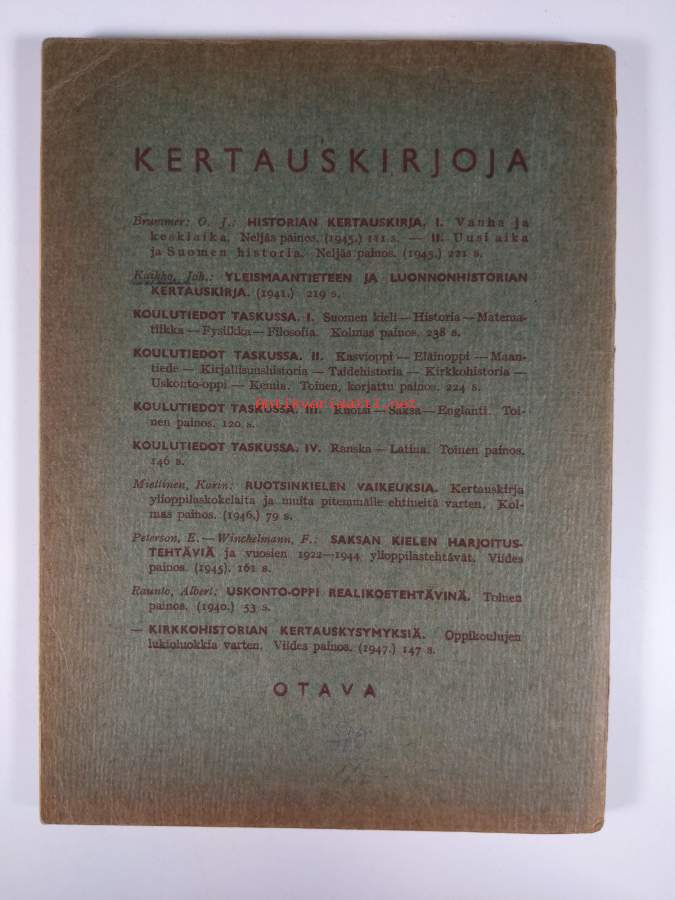 KERTAUSKIRJOJA
Brummer; O. J.: HISTORIAN KERTAUSKIRJA. I. Vanha ja
keskiaika. Neljäs painos. (1945.) 111 s. — II. Uusi aika
ja Suomen historia. Neljäs painos. (1945.) 221 s.
Kaikko, Joh.: YLEISMAANTIETEEN JA LUONNONHISTORIAN
KERTAUSKIRJA. (1941.) 219 s.
KOULUTIEDOT TASKUSSA. I. Suomen kieli — Historia — Matema-
tiikka — Fysiikka — Filosofia. Kolmas painos. 238 s.
KOULUTIEDOT TASKUSSA. II. Kasvioppi — Eläinoppi — Maan-
tiede — Kirjallisuushistoria — Taidehistoria — Kirkkohistoria —
Uskonto-oppi — Kemia. Toinen, korjattu painos. 224 s.
antikvariaatti.net
KOULUTIEDOT TASKUSSA. III. Ruotsi — Saksa — Englanti. Toi-
nen painos. 120 s.
KOULUTIEDOT TASKUSSA. IV. Ranska — Latina. Toinen painos.
146 s.
Miettinen, Karin: RUOTSINKIELEN VAIKEUKSIA. Kertauskirja
ylioppilaskokelaita ja muita pitemmälle ehtineitä varten. Kol-
mas painos. (1946.) 79 s.
Peterson, E. — Winchelmann, F.: SAKSAN KIELEN HARJOITUS-
TEHTÄVIÄ ja vuosien 1922—1944 ylioppilastehtävät. Viides
painos. (1945). 161 s.
Raunio, Albert: USKONTO-OPPI REALIKOETEHTÄVINÄ. Toinen
painos. (1940.) 53 s.
— KIRKKOHISTORIAN KERTAUSKYSYMYKSIÄ. Oppikoulujen
lukioluokkia varten. Viides painos. (1947.) 147 s.
OTAVA